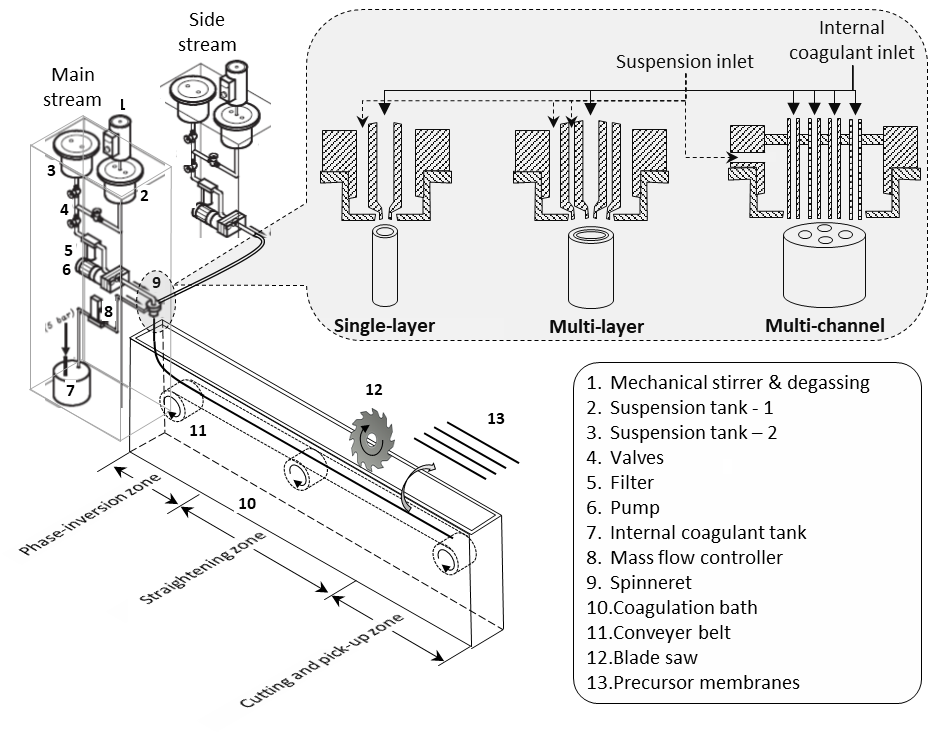 Side
stream
Main
stream
1
3
2
4
5
6
8
(5 bar)
7
9
Suspension inlet
Internal
coagulant inlet
Single-layer
Multi-layer
Multi-channel
12
13
11
10
Phase-inversion zone
Straightening zone
Cutting and pick-up zone
1. Mechanical stirrer & degassing
2. Suspension tank - 1
3. Suspension tank – 2
4. Valves
5. Filter
6. Pump
7. Internal coagulant tank
8. Mass flow controller
9. Spinneret
10.Coagulation bath
11.Conveyer belt
12.Blade saw
13.Precursor membranes